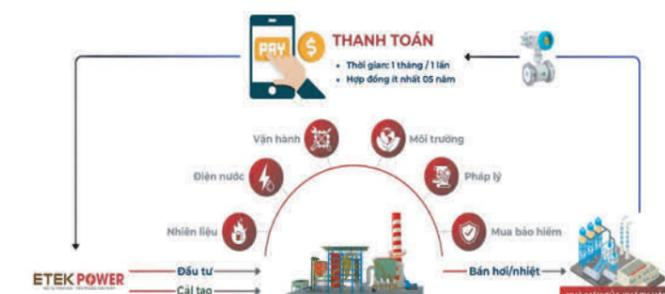 PAY
$
THANH TOÁN
• Thời gian: 1 tháng / 1 lần
• Hợp đồng ít nhất 05 năm
Vận hành
Môi trường
Điện nước
Pháp lý
Nhiên liệu
Mua bảo hiểm
ETEK POWER
Đầu tư
Bán hơi/nhiệt
Cải tạo